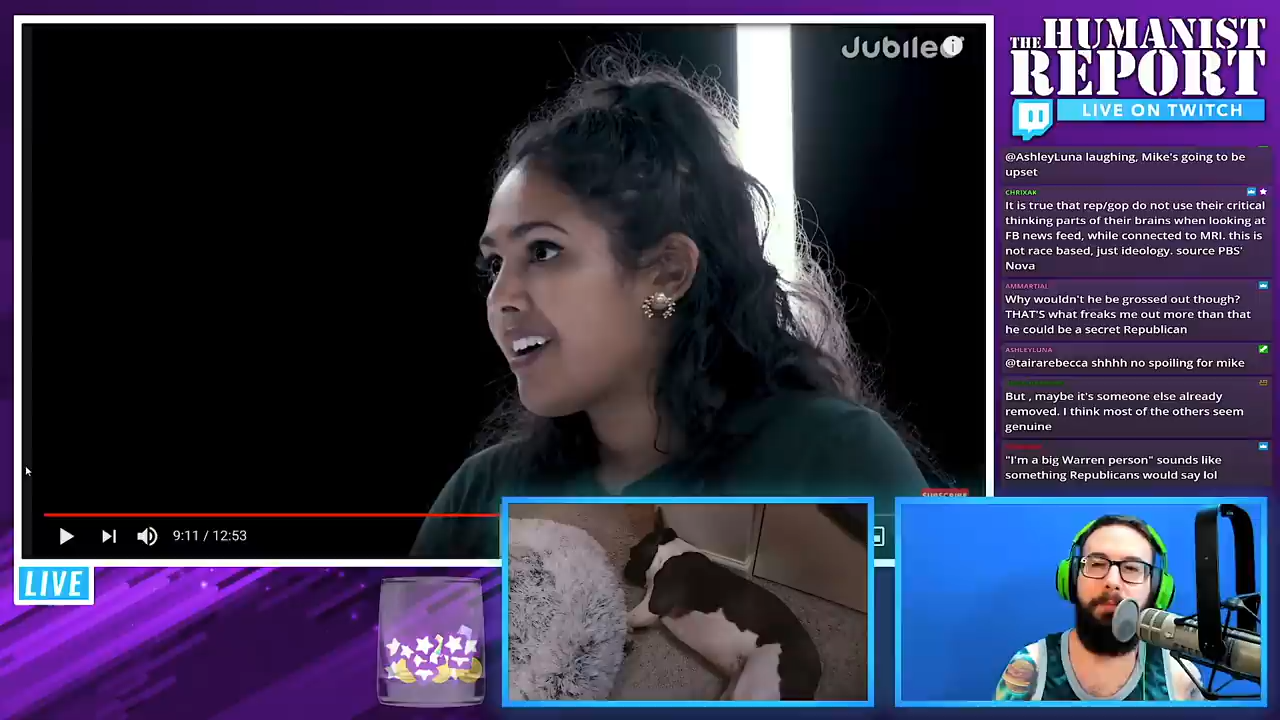 Jubilee
THE HUMANIST
REPORT
LIVE ON TWITCH
@AshleyLuna laughing, Mike's going to be
upset
CHRIXAK
It is true that rep/gop do not use their critical
thinking parts of their brains when looking at
FB news feed, while connected to MRI. this is
not race based, just ideology. source PBS'
Nova
AMMARTIAL
Why wouldn't he be grossed out though?
THAT'S what freaks me out more than that
he could be a secret Republican
ASHLEYLUNA
@tairarebecca shhhh no spoiling for mike
But , maybe it's someone else already
removed. I think most of the others seem
genuine
"I'm a big Warren person" sounds like
something Republicans would say lol
SUBSCRIBE
9:11 / 12:53
LIVE